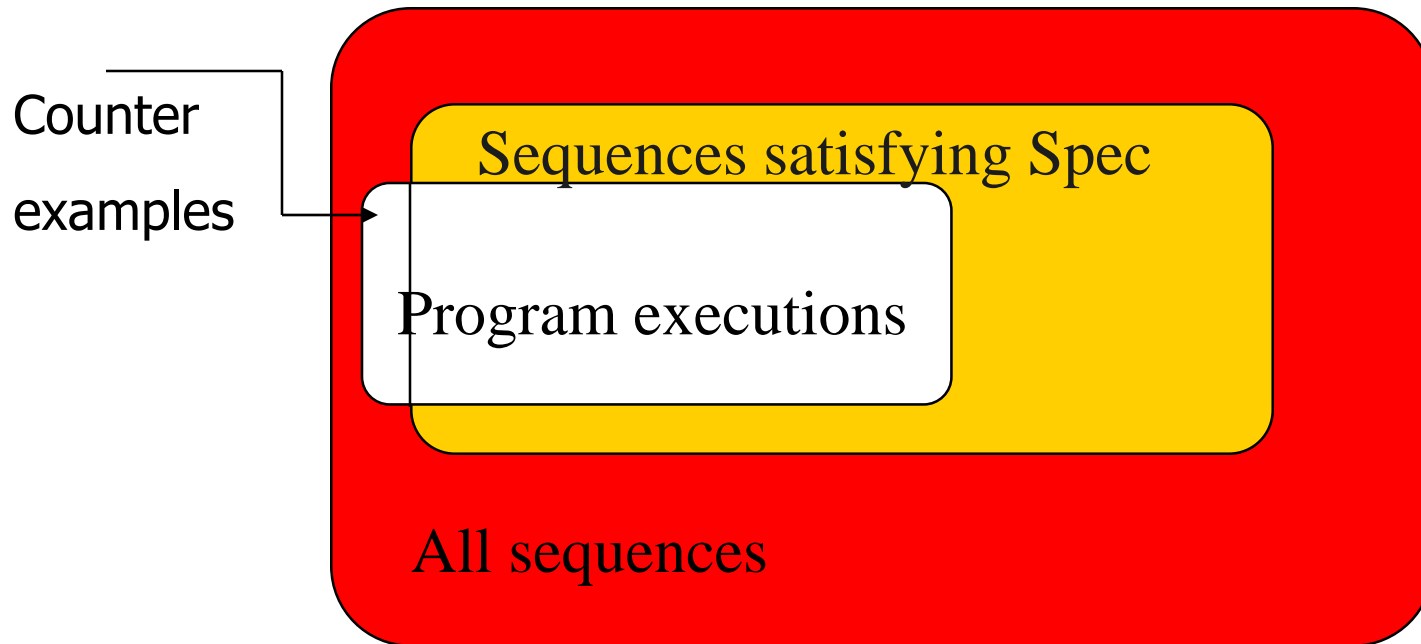 Counter
examples
Sequences satisfying Spec
Program executions
All sequences